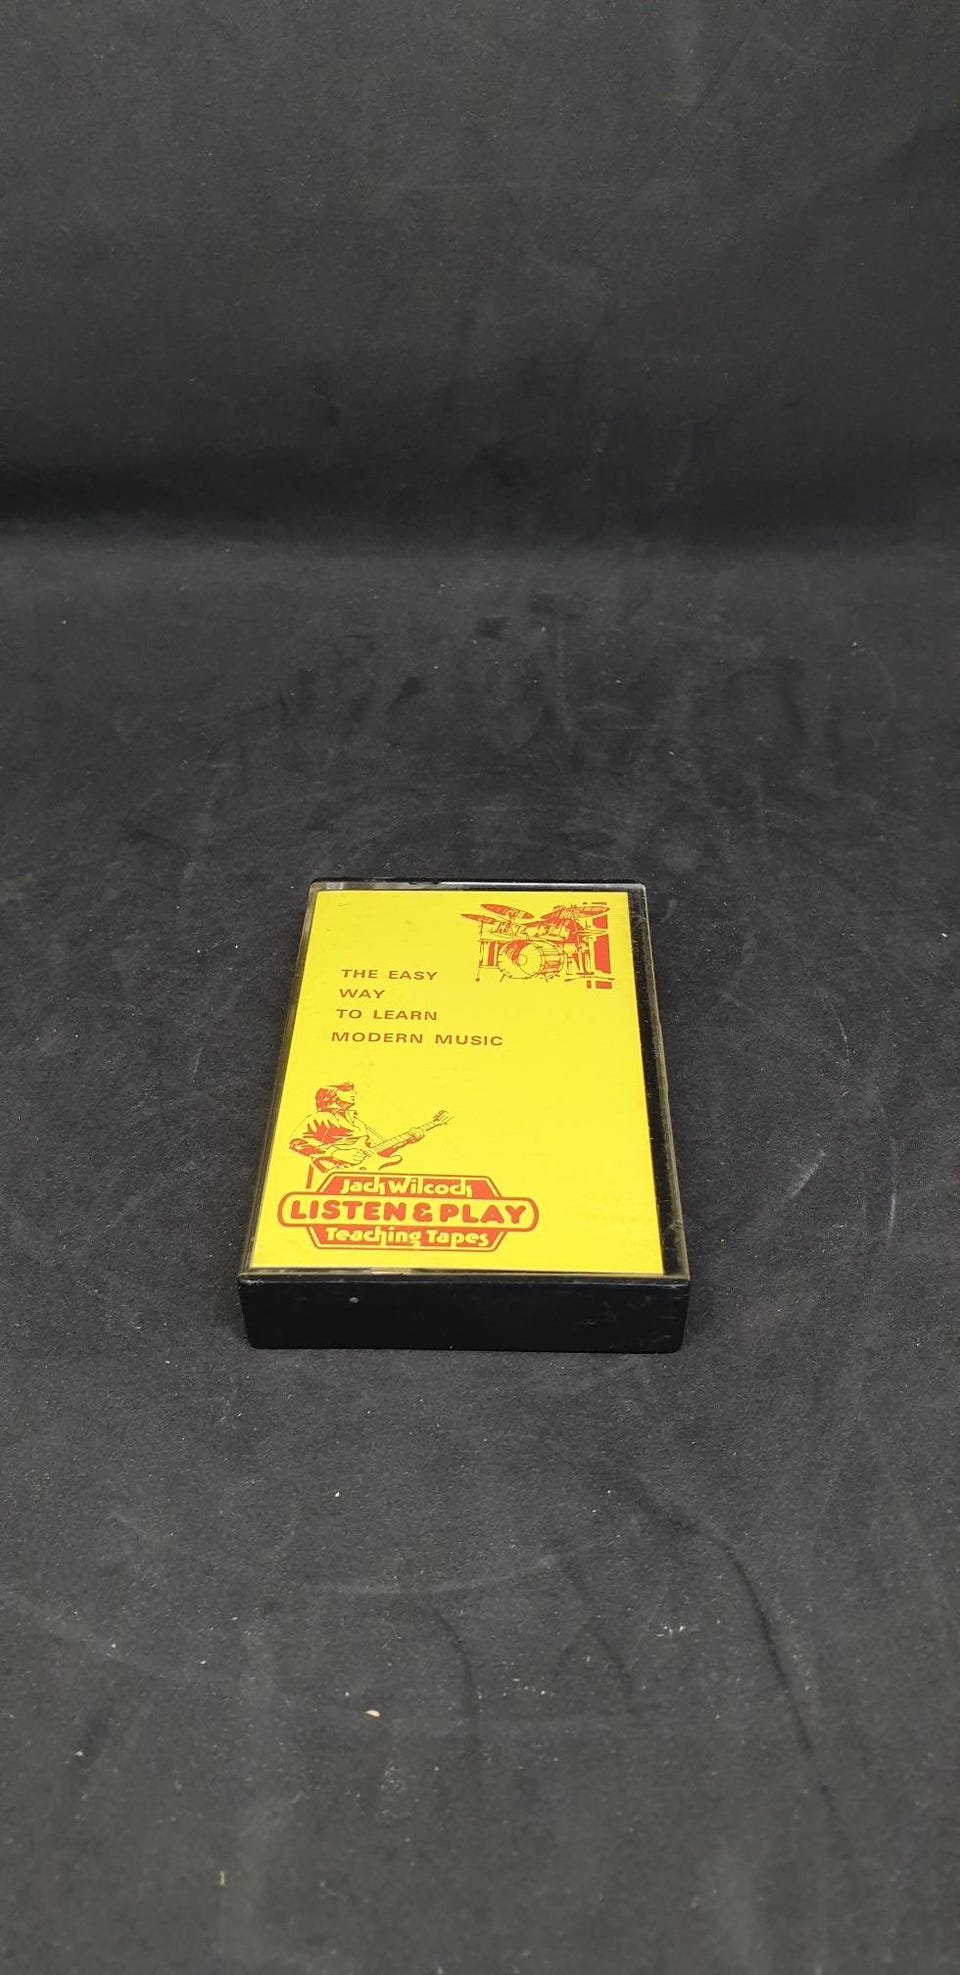 THE EASY
WAY
TO LEARN
MODERN MUSIC
Jack Wilcock
LISTEN & PLAY
Teaching Tapes